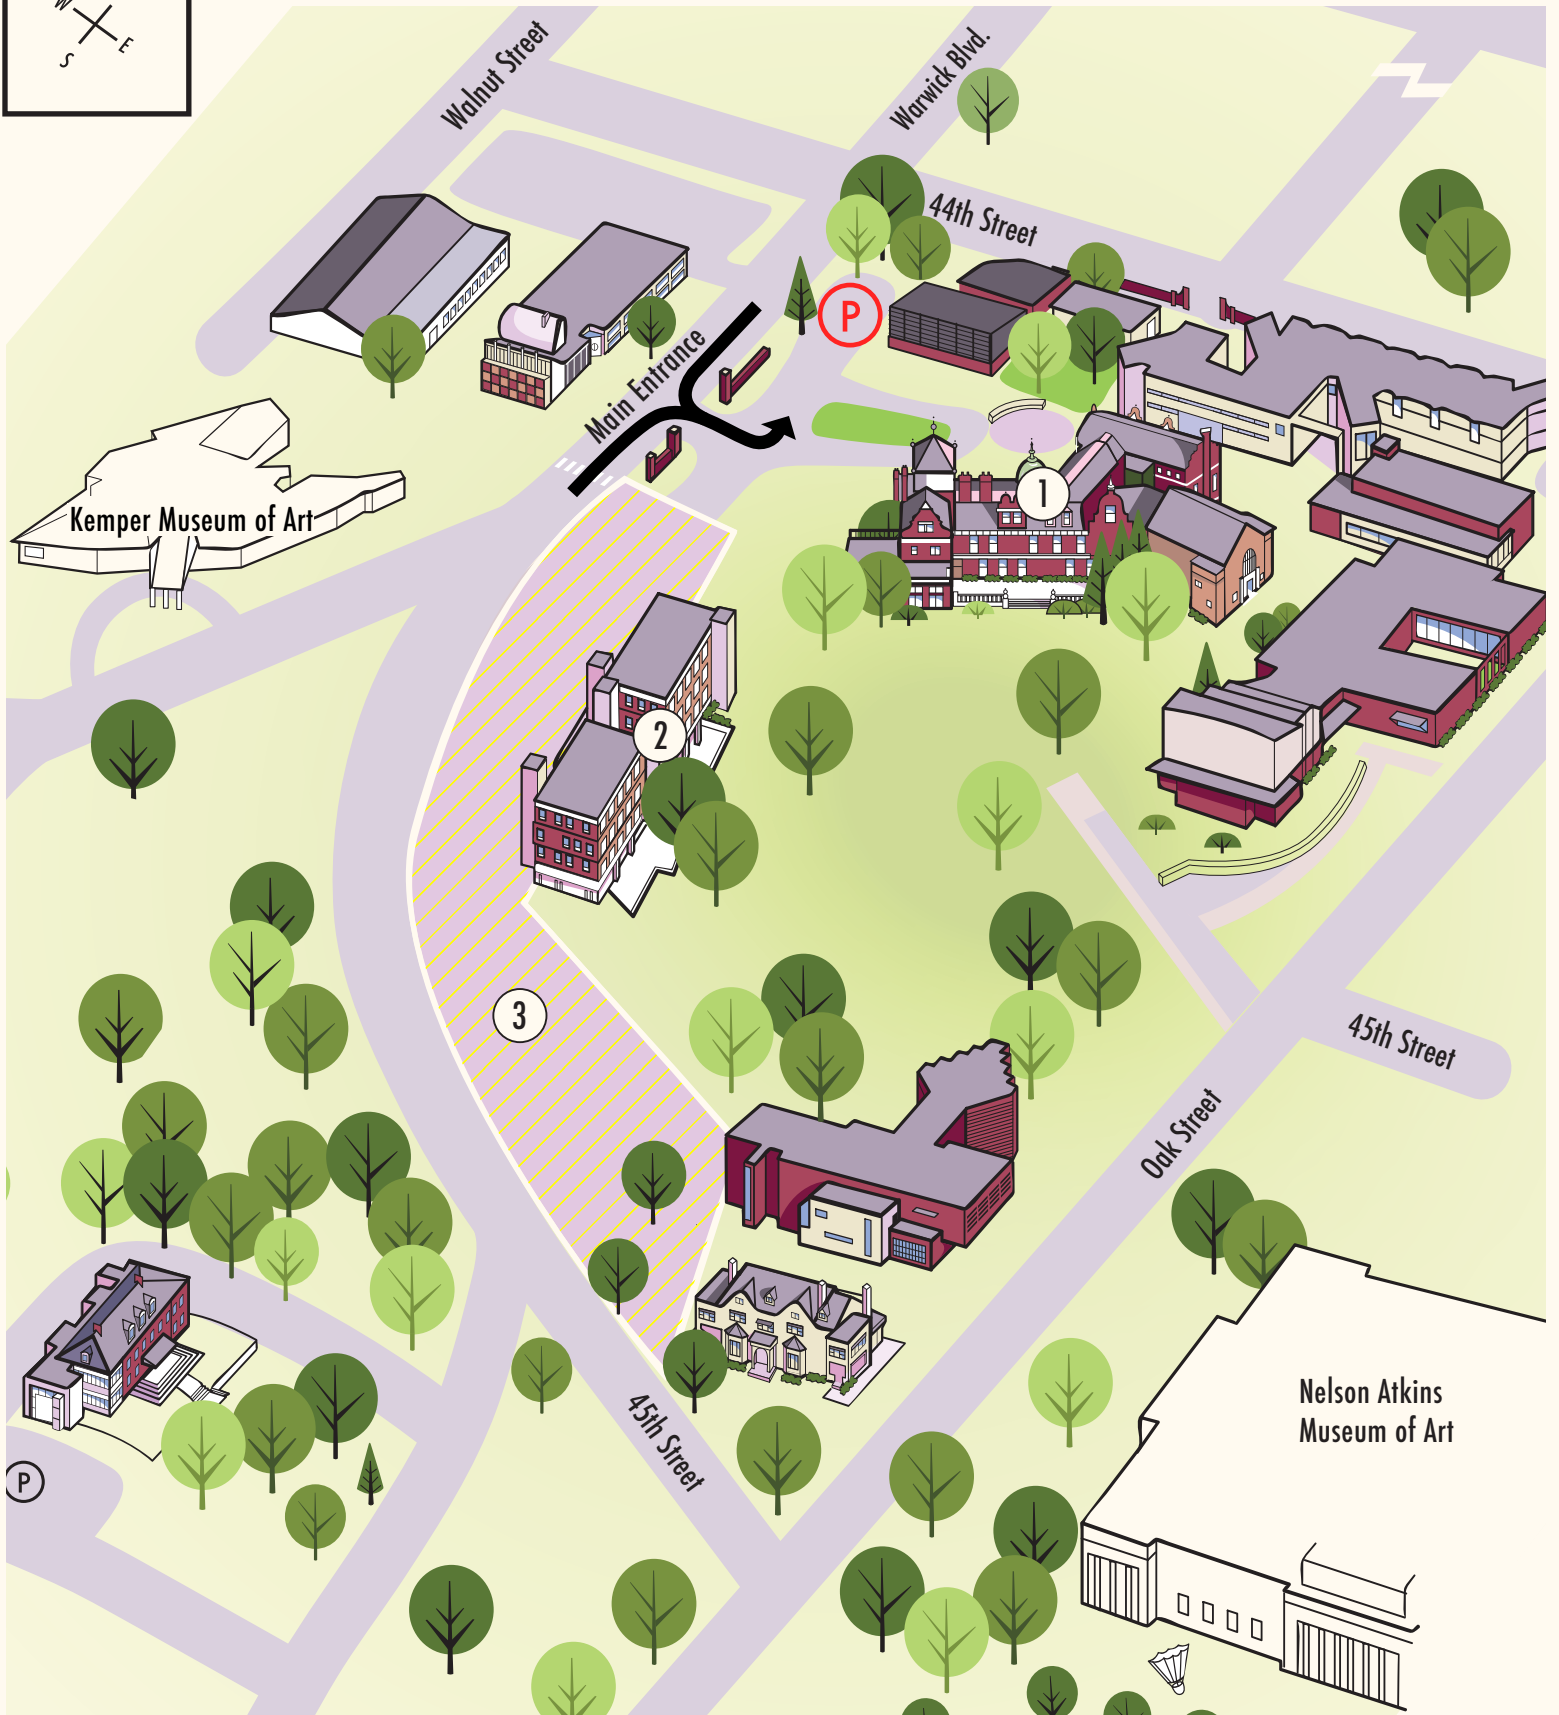 W
E
S
Walnut Street
Warwick Blvd.
44th Street
P
Main Entrance
1
Kemper Museum of Art
2
3
45th Street
Oak Street
Nelson Atkins
Museum of Art
45th Street
P